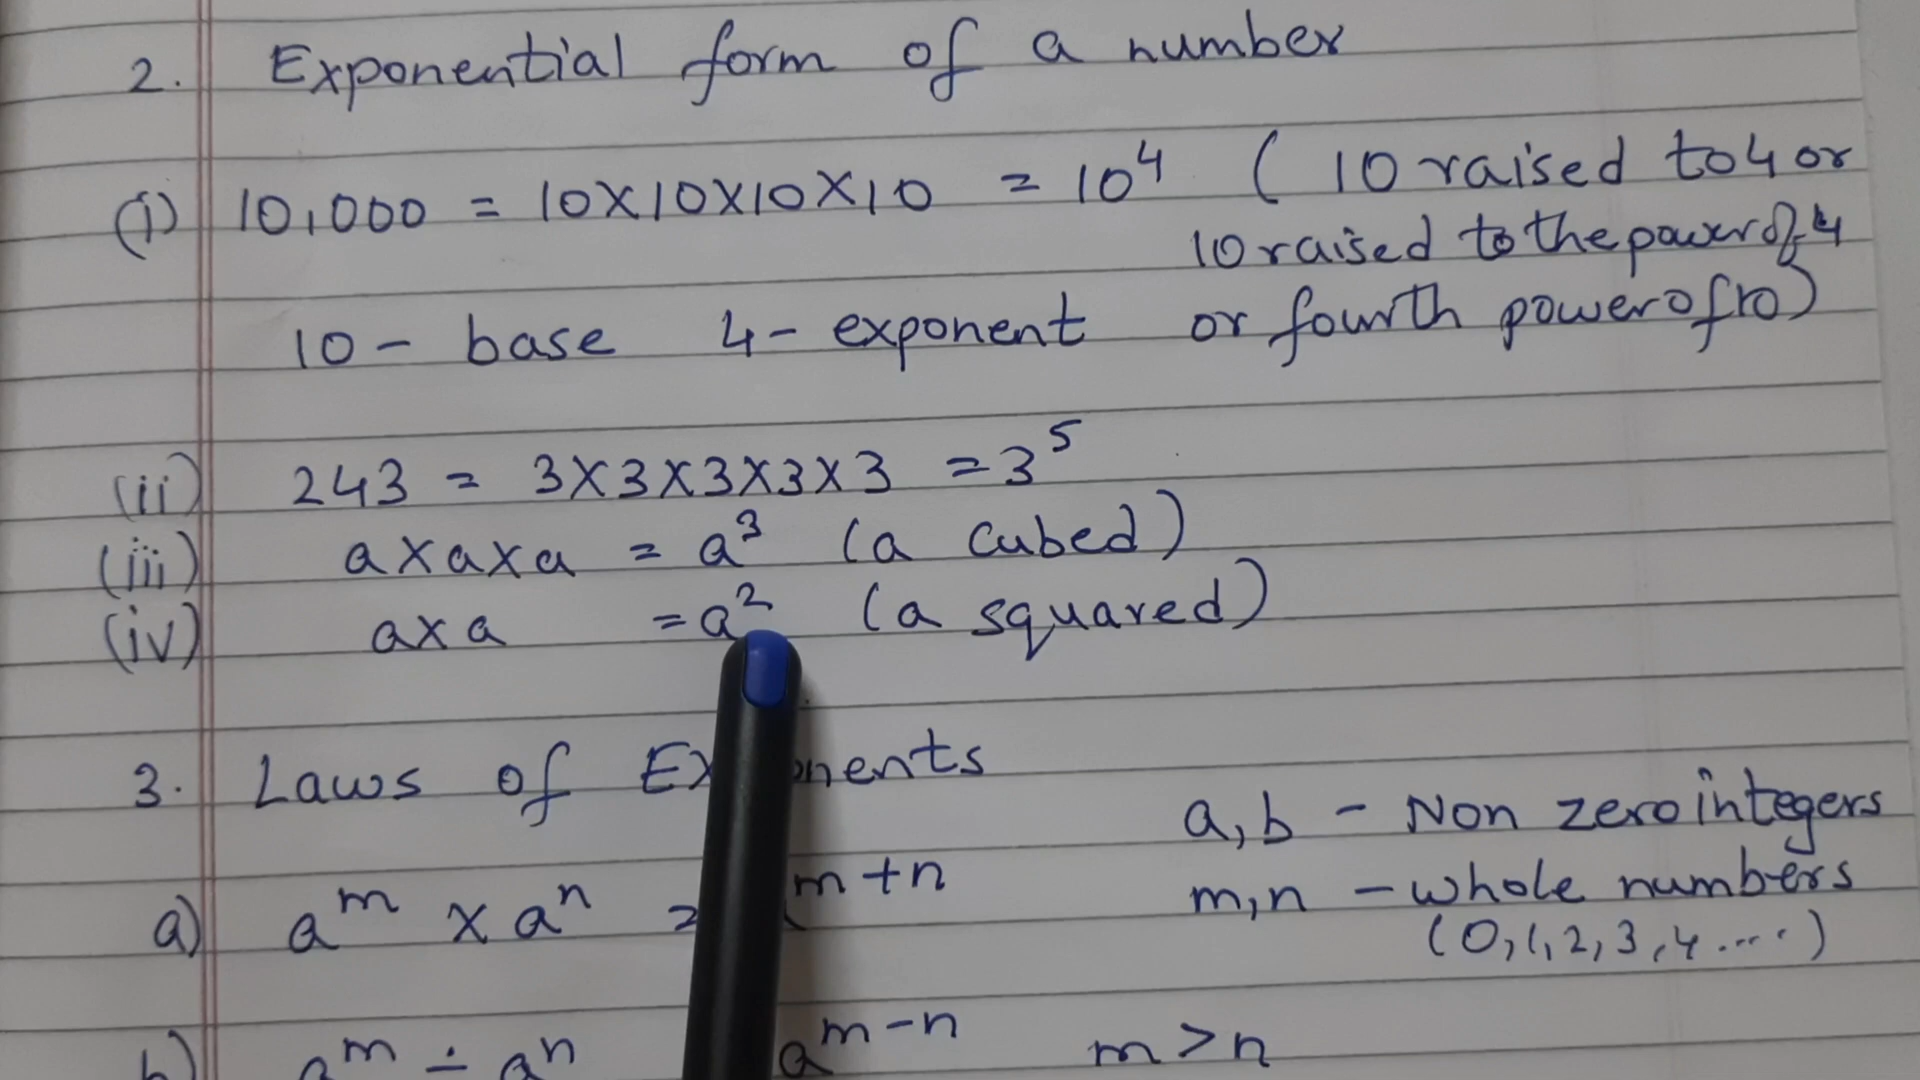 2. Exponential form of a number
(i) 10,000 = 10×10×10×10 = 10⁴ ( 10 raised to 4 or
10 raised to the power of 4
10 - base 4 - exponent or fourth power of 10)
(ii) 243 = 3×3×3×3×3 = 3⁵
(iii) a×a×a = a³ (a cubed)
(iv) a×a = a² (a squared)
3. Laws of
a, b - Non zero integers
a) aᵐ × aⁿ = ᵐ⁺ⁿ
m, n - whole numbers
(0, 1, 2, 3, 4 ....)
b) aᵐ ÷ aⁿ aᵐ⁻ⁿ m > n